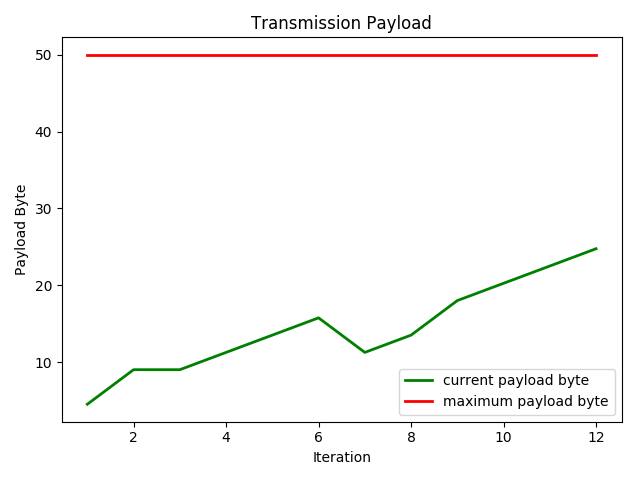 Transmission Payload
Payload Byte
50
40
30
20
10
2
4
6
8
10
12
Iteration
current payload byte
maximum payload byte